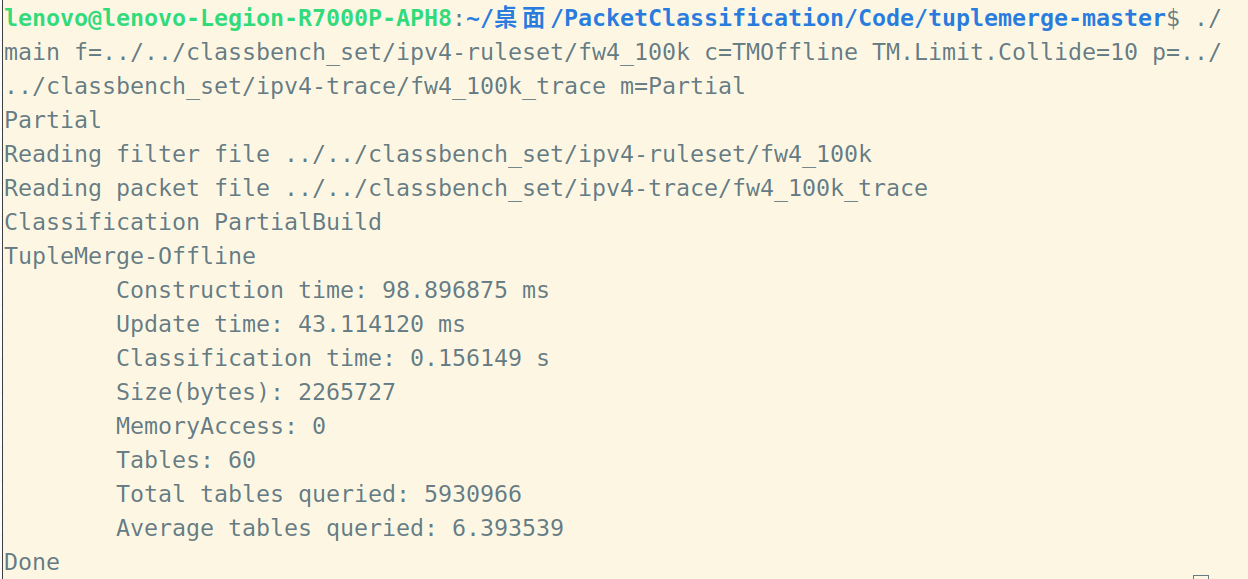 lenovo@lenovo-Legion-R7000P-APH8:~/桌面/PacketClassification/Code/tuplemerge-master$ ./
main f=../../classbench_set/ipv4-ruleset/fw4_100k c=TMOffline TM.Limit.Collide=10 p=../
../classbench_set/ipv4-trace/fw4_100k_trace m=Partial
Partial
Reading filter file ../../classbench_set/ipv4-ruleset/fw4_100k
Reading packet file ../../classbench_set/ipv4-trace/fw4_100k_trace
Classification PartialBuild
TupleMerge-Offline
Construction time: 98.896875 ms
Update time: 43.114120 ms
Classification time: 0.156149 s
Size(bytes): 2265727
MemoryAccess: 0
Tables: 60
Total tables queried: 5930966
Average tables queried: 6.393539
Done